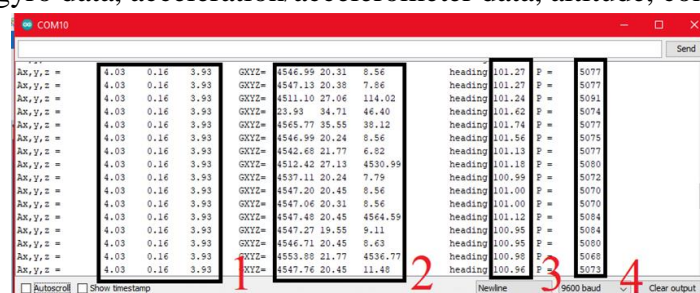 gyro data, acceleration/accelerometer data, altitude, co
COM10
Send
Ax,y,z = 4.03 0.16 3.93 GXYZ= 4546.99 20.31 8.56 heading 101.27 P = 5077
Ax,y,z = 4.03 0.16 3.93 GXYZ= 4547.13 20.38 7.86 heading 101.27 P = 5077
Ax,y,z = 4.03 0.16 3.93 GXYZ= 4511.10 27.06 114.02 heading 101.24 P = 5091
Ax,y,z = 4.03 0.16 3.93 GXYZ= 23.93 34.71 46.40 heading 101.62 P = 5074
Ax,y,z = 4.03 0.16 3.93 GXYZ= 4565.77 35.55 38.12 heading 101.74 P = 5077
Ax,y,z = 4.03 0.16 3.93 GXYZ= 4546.99 20.24 8.56 heading 101.56 P = 5075
Ax,y,z = 4.03 0.16 3.93 GXYZ= 4542.68 21.77 6.82 heading 101.13 P = 5077
Ax,y,z = 4.03 0.16 3.93 GXYZ= 4512.42 27.13 4530.99 heading 101.18 P = 5080
Ax,y,z = 4.03 0.16 3.93 GXYZ= 4537.11 20.24 7.79 heading 100.99 P = 5072
Ax,y,z = 4.03 0.16 3.93 GXYZ= 4547.20 20.45 8.56 heading 101.00 P = 5070
Ax,y,z = 4.03 0.16 3.93 GXYZ= 4547.06 20.31 8.56 heading 101.00 P = 5070
Ax,y,z = 4.03 0.16 3.93 GXYZ= 4547.48 20.45 4564.59 heading 101.12 P = 5084
Ax,y,z = 4.03 0.16 3.93 GXYZ= 4547.27 19.55 9.11 heading 100.95 P = 5084
Ax,y,z = 4.03 0.16 3.93 GXYZ= 4546.71 20.45 8.63 heading 100.95 P = 5080
Ax,y,z = 4.03 0.16 3.93 GXYZ= 4553.88 21.77 4536.77 heading 100.98 P = 5068
Ax,y,z = 4.03 0.16 3.93 GXYZ= 4547.76 20.45 11.48 heading 100.96 P = 5073
1 2 3 4
Autoscroll Show timestamp Newline 9600 baud Clear output